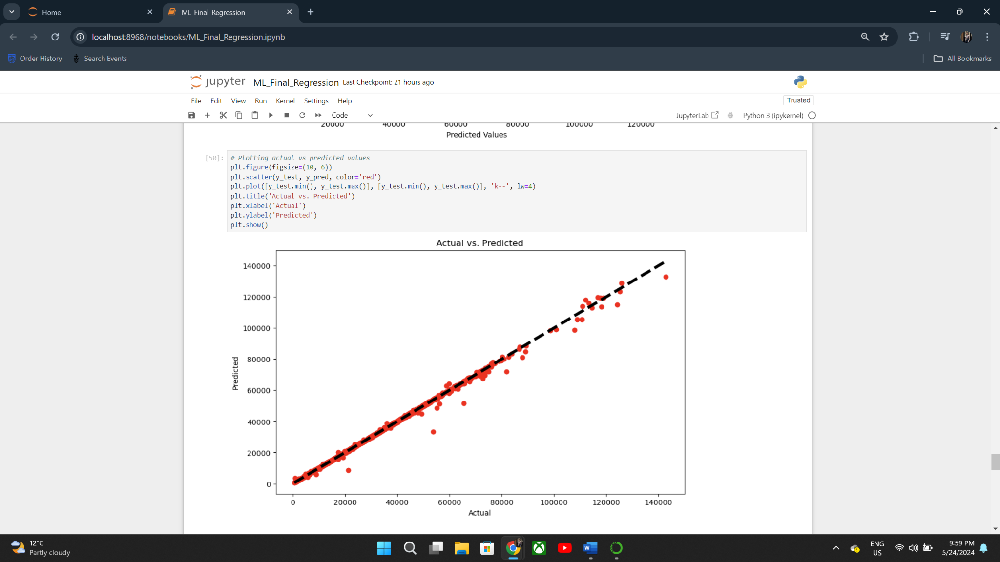 Home
ML_Final_Regression
localhost:8968/notebooks/ML_Final_Regression.ipynb
Order History
Search Events
All Bookmarks
jupyter ML_Final_Regression Last Checkpoint: 21 hours ago
File Edit View Run Kernel Settings Help
Trusted
Code
JupyterLab
Python 3 (ipykernel)
20000 40000 60000 80000 100000 120000
Predicted Values
[50]:
# Plotting actual vs predicted values
plt.figure(figsize=(10, 6))
plt.scatter(y_test, y_pred, color='red')
plt.plot([y_test.min(), y_test.max()], [y_test.min(), y_test.max()], 'k--', lw=4)
plt.title('Actual vs. Predicted')
plt.xlabel('Actual')
plt.ylabel('Predicted')
plt.show()
Actual vs. Predicted
140000
120000
100000
80000
60000
40000
20000
0
Predicted
0 20000 40000 60000 80000 100000 120000 140000
Actual
12°C
Partly cloudy
ENG
US
9:59 PM
5/24/2024